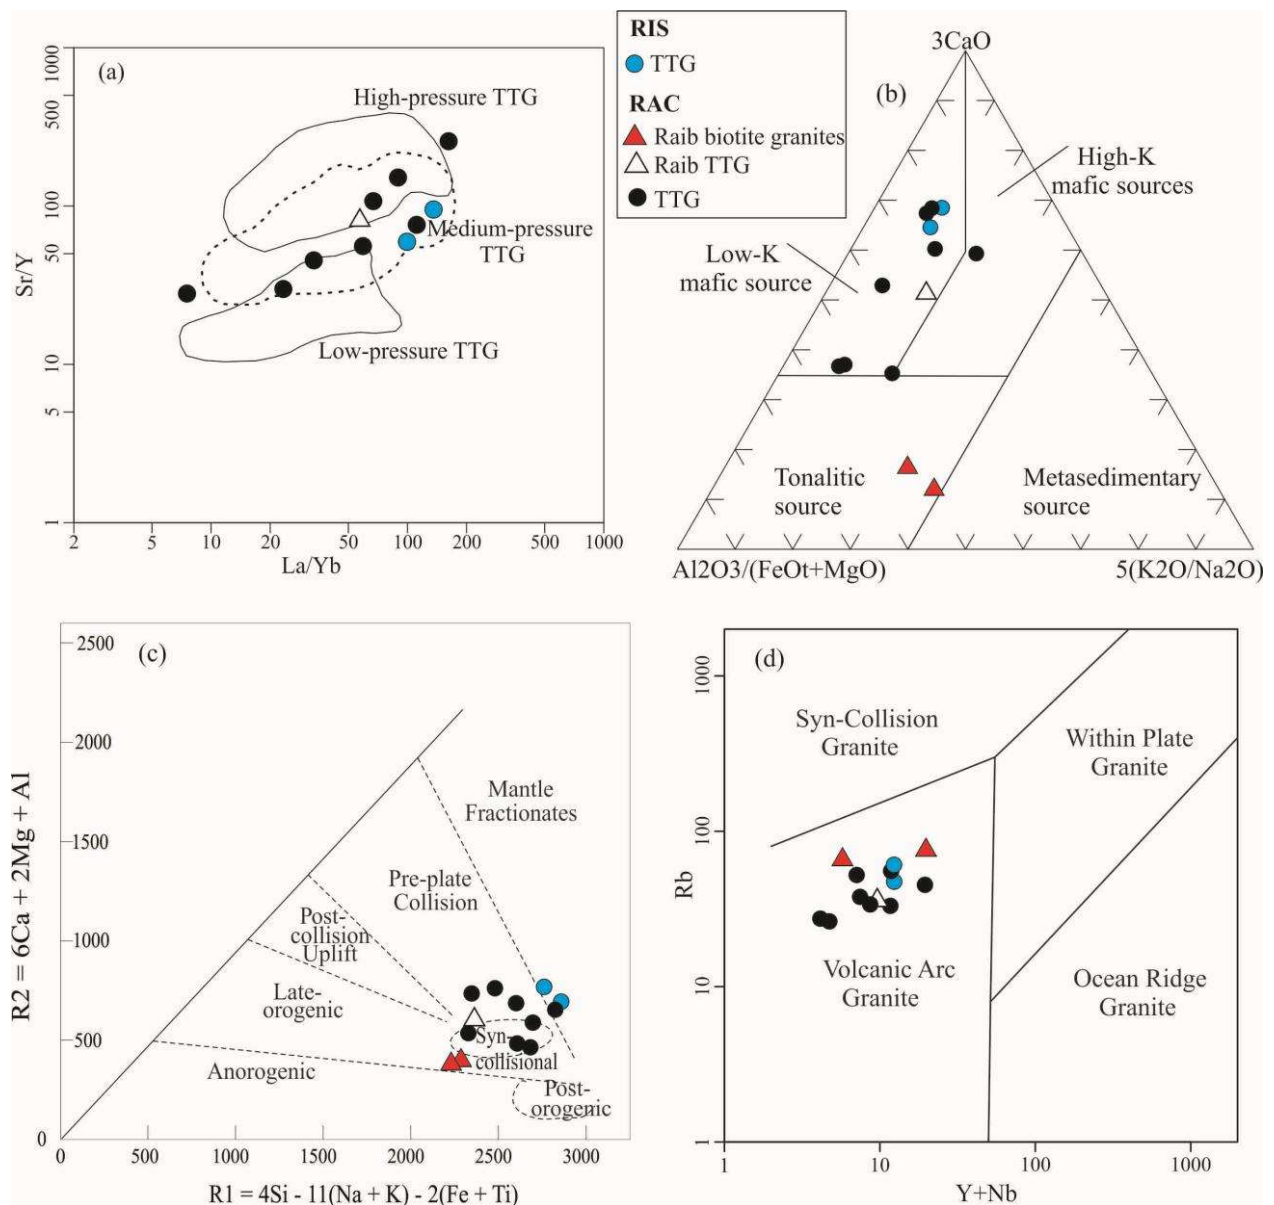 (a)
1000
500
100
50
10
5
1
Sr/Y
High-pressure TTG
Medium-pressure
TTG
Low-pressure TTG
2
5
10
20
50
100
200
500
1000
La/Yb
RIS
TTG
RAC
Raib biotite granites
Raib TTG
TTG
(b)
3CaO
High-K
mafic sources
Low-K
mafic source
Tonalitic
source
Metasedimentary
source
Al2O3/(FeOt+MgO)
5(K2O/Na2O)
(c)
2500
2000
1500
1000
500
0
R2 = 6Ca + 2Mg + Al
Mantle
Fractionates
Pre-plate
Collision
Post-
collision
Uplift
Late-
orogenic
Syn-
collisional
Anorogenic
Post-
orogenic
0
500
1000
1500
2000
2500
3000
R1 = 4Si - 11(Na + K) - 2(Fe + Ti)
(d)
1000
100
10
1
Rb
Syn-Collision
Granite
Within Plate
Granite
Volcanic Arc
Granite
Ocean Ridge
Granite
1
10
100
1000
Y+Nb